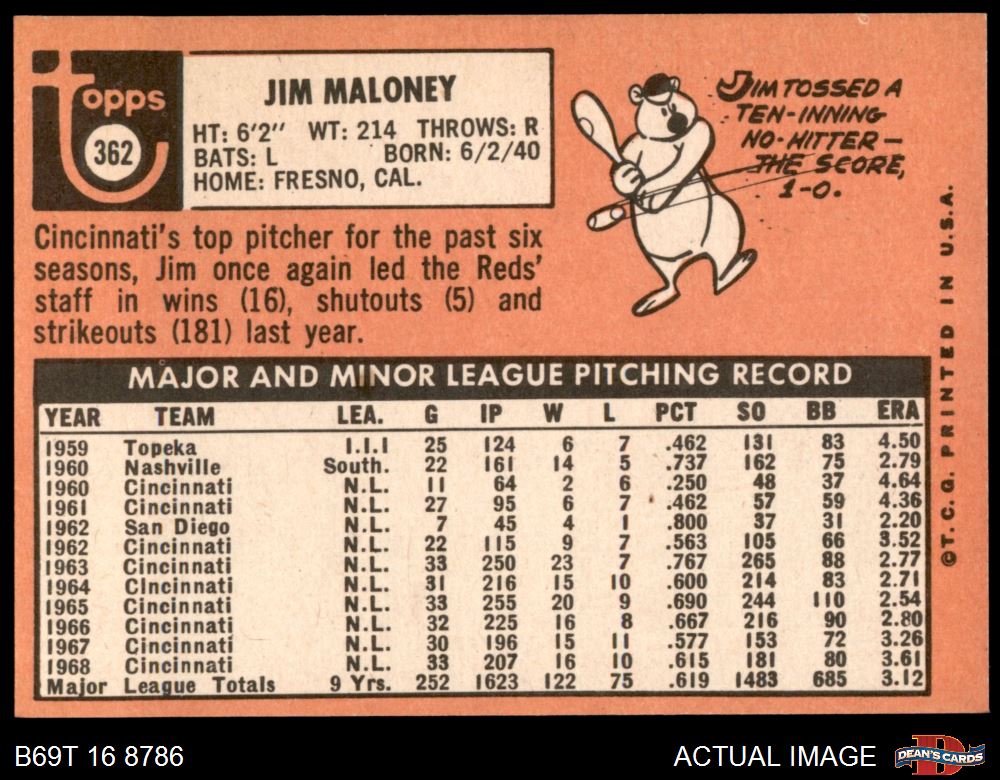 topps
362
JIM MALONEY
HT: 6'2" WT: 214 THROWS: R
BATS: L BORN: 6/2/40
HOME: FRESNO, CAL.
JIM TOSSED A
TEN-INNING
NO-HITTER—
THE SCORE,
1-0.
Cincinnati's top pitcher for the past six
seasons, Jim once again led the Reds'
staff in wins (16), shutouts (5) and
strikeouts (181) last year.
MAJOR AND MINOR LEAGUE PITCHING RECORD
YEAR TEAM LEA. G IP W L PCT SO BB ERA
1959 Topeka I.I.I 25 124 6 7 .462 131 83 4.50
1960 Nashville South. 22 161 14 5 .737 162 75 2.79
1960 Cincinnati N.L. 11 64 2 6 .250 48 37 4.64
1961 Cincinnati N.L. 27 95 6 7 .462 57 59 4.36
1962 San Diego N.L. 7 45 4 1 .800 37 31 2.20
1962 Cincinnati N.L. 22 115 9 7 .563 105 66 3.52
1963 Cincinnati N.L. 33 250 23 7 .767 265 88 2.77
1964 Cincinnati N.L. 31 216 15 10 .600 214 83 2.71
1965 Cincinnati N.L. 33 255 20 9 .690 244 110 2.54
1966 Cincinnati N.L. 32 225 16 8 .667 216 90 2.80
1967 Cincinnati N.L. 30 196 15 11 .577 153 72 3.26
1968 Cincinnati N.L. 33 207 16 10 .615 181 80 3.61
Major League Totals 9 Yrs. 252 1623 122 75 .619 1483 685 3.12
©T.C.G. PRINTED IN U.S.A.
B69T 16 8786
ACTUAL IMAGE
DEAN'S CARDS